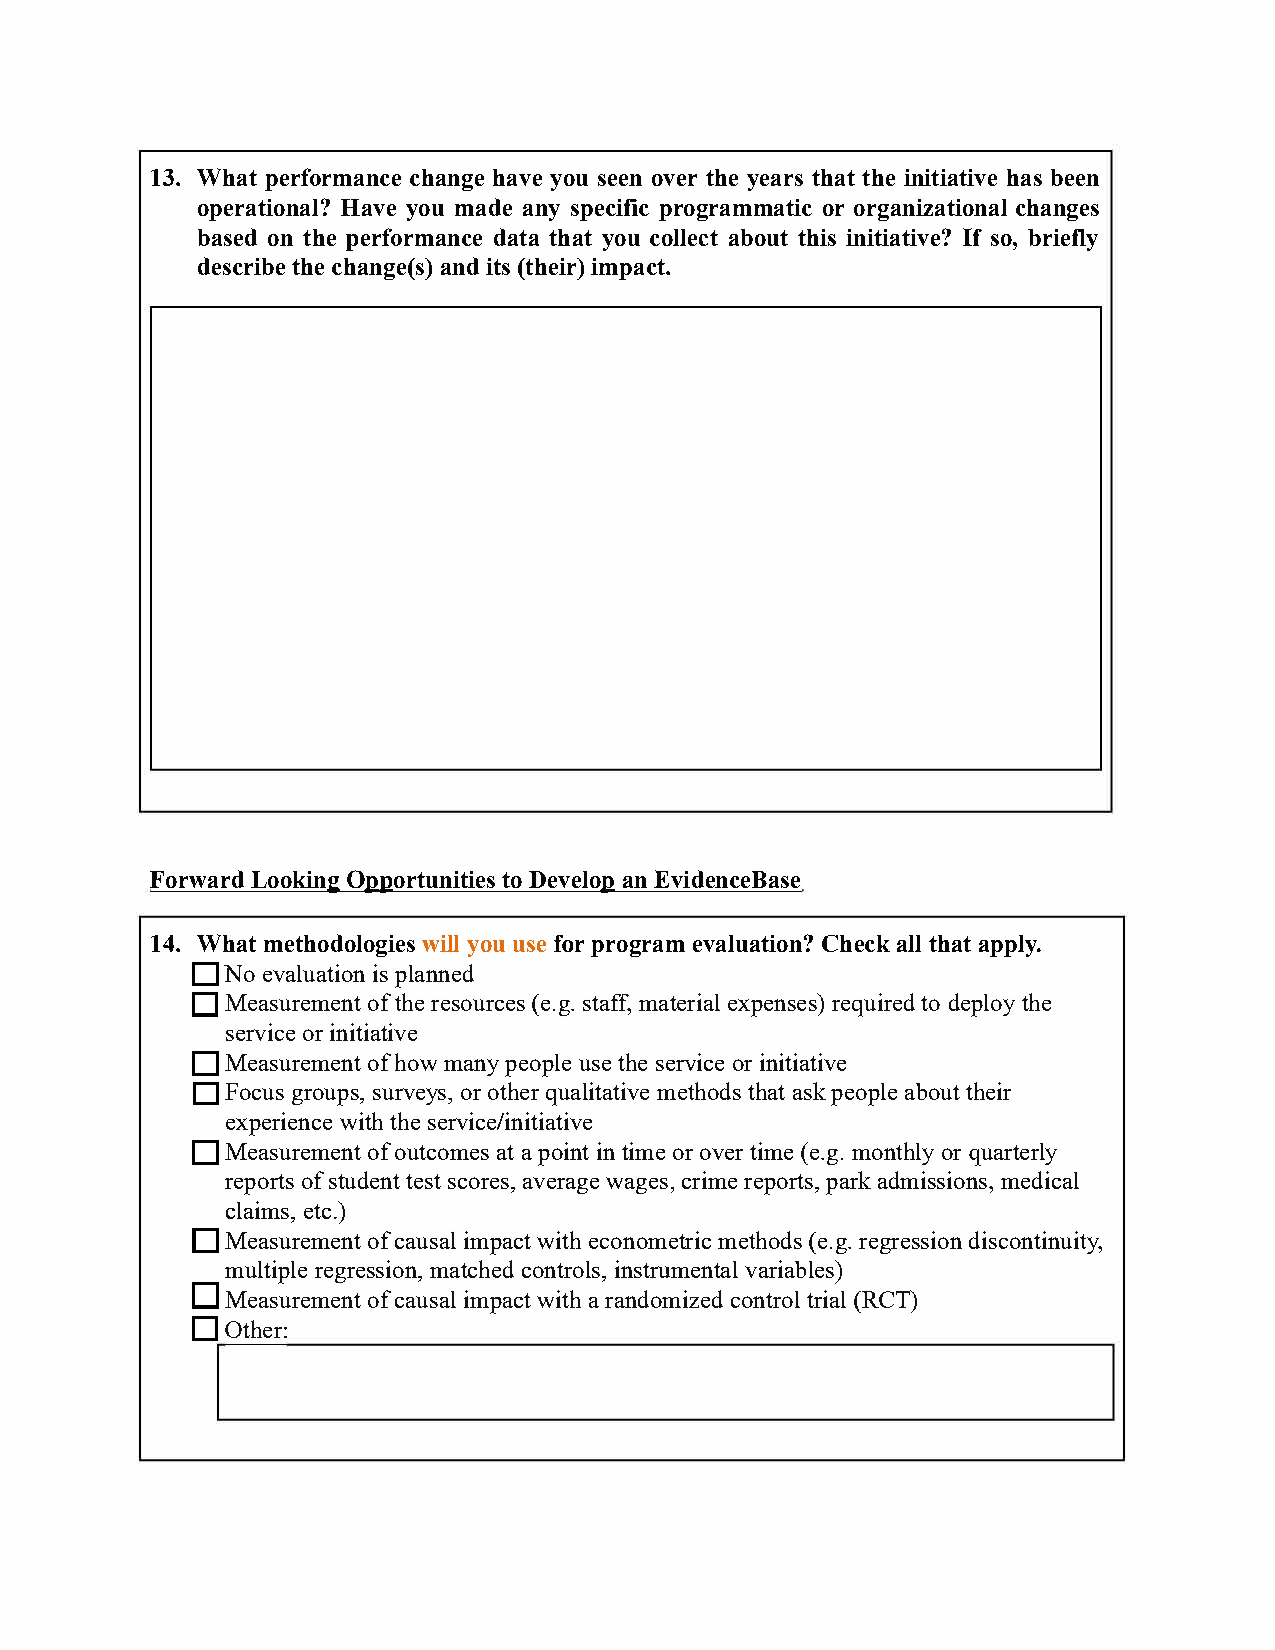 13. What performance change have you seen over the years that the initiative has been
operational? Have you made any specific programmatic or organizational changes
based on the performance data that you collect about this initiative? If so, briefly
describe the change(s) and its (their) impact.
Forward Looking Opportunities to Develop an EvidenceBase
14. What methodologies will you use for program evaluation? Check all that apply.
No evaluation is planned
Measurement of the resources (e.g. staff, material expenses) required to deploy the
service or initiative
Measurement of how many people use the service or initiative
Focus groups, surveys, or other qualitative methods that ask people about their
experience with the service/initiative
Measurement of outcomes at a point in time or over time (e.g. monthly or quarterly
reports of student test scores, average wages, crime reports, park admissions, medical
claims, etc.)
Measurement of causal impact with econometric methods (e.g. regression discontinuity,
multiple regression, matched controls, instrumental variables)
Measurement of causal impact with a randomized control trial (RCT)
Other: